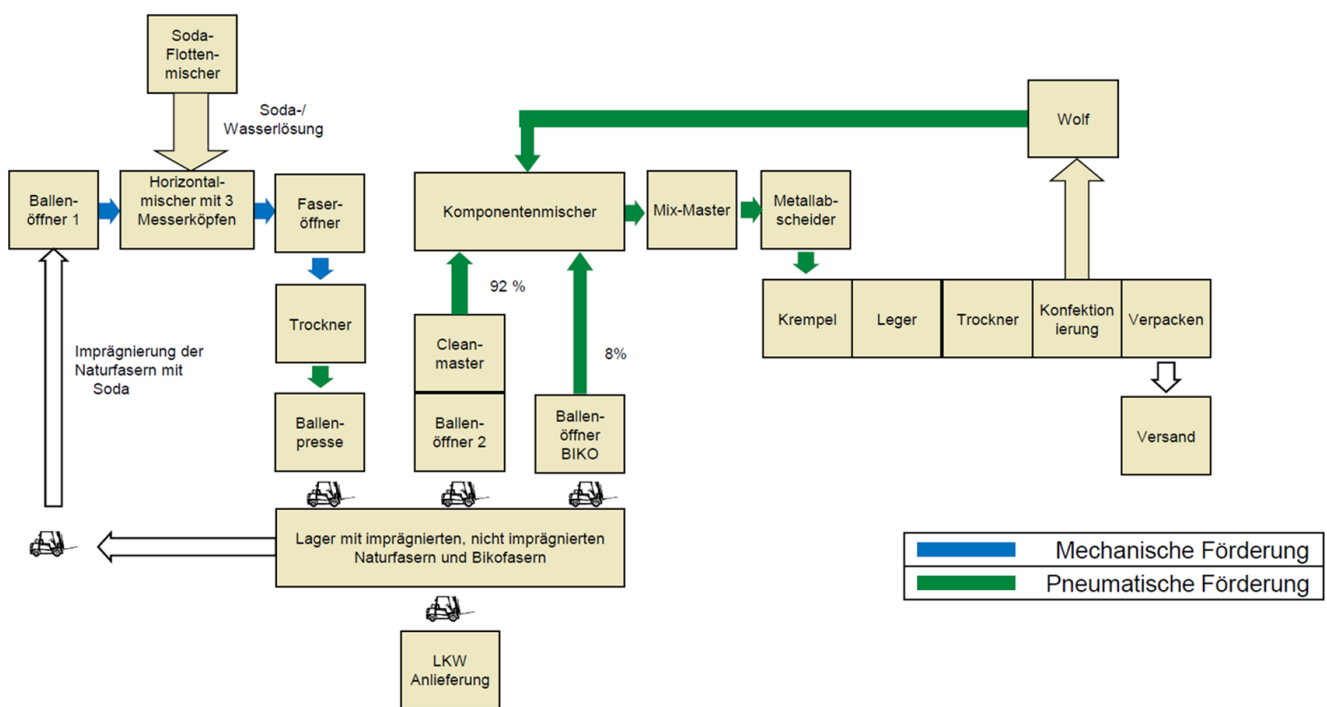 Soda-
Flotten-
mischer
Soda-/
Wasserlösung
Wolf
Ballen-
öffner 1
Horizontal-
mischer mit 3
Messerköpfen
Faser-
öffner
Komponentenmischer
Mix-Master
Metallab-
scheider
92 %
Trockner
Krempel
Leger
Trockner
Konfektion
ierung
Verpacken
Imprägnierung der
Naturfasern mit
Soda
Clean-
master
8%
Ballen-
presse
Ballen-
öffner 2
Ballen-
öffner
BIKO
Versand
Lager mit imprägnierten, nicht imprägnierten
Naturfasern und Bikofasern
Mechanische Förderung
Pneumatische Förderung
LKW
Anlieferung